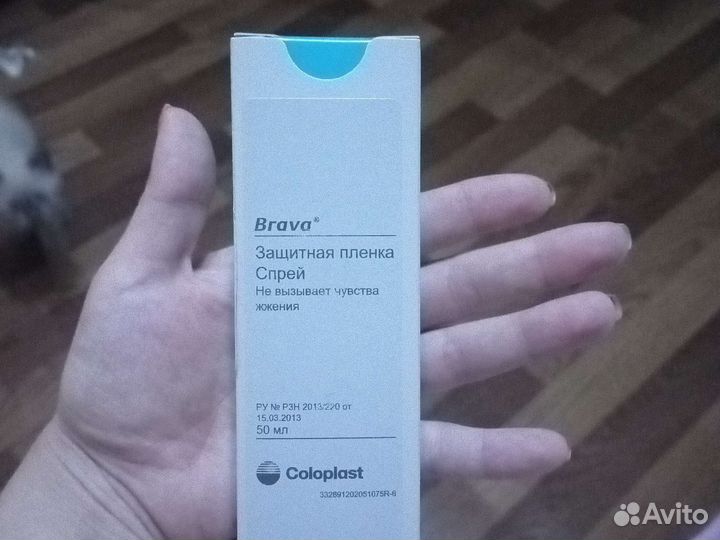 Brava®
Защитная пленка
Спрей
Не вызывает чувства
жжения
РУ № РЗН 2013/220 от
15.03.2013
50 мл
Coloplast
332891202051075R-6
Avito